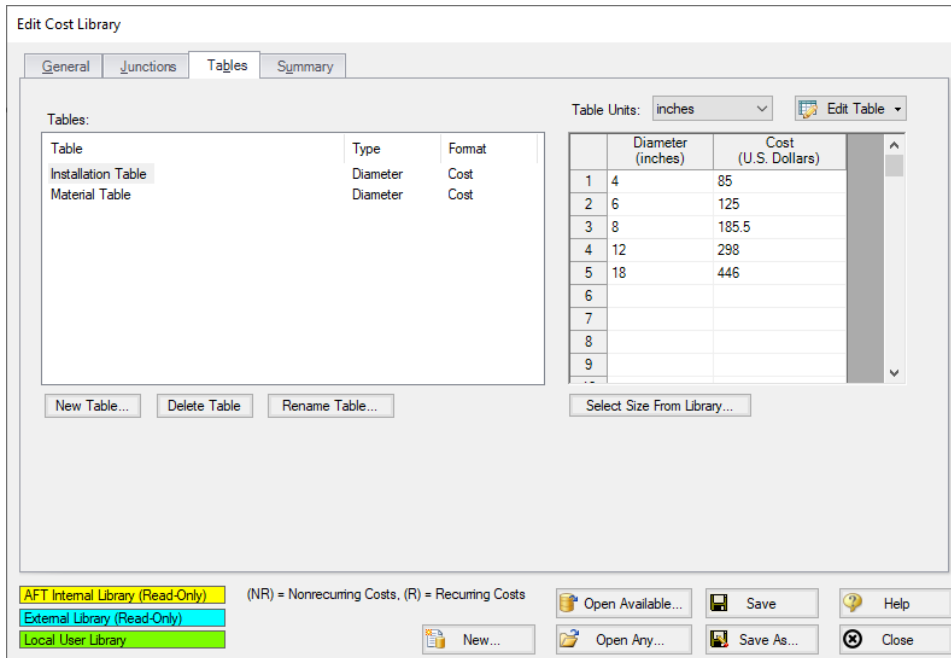 Edit Cost Library
General Junctions Tables Summary
Tables:
Table Type Format
Installation Table Diameter Cost
Material Table Diameter Cost
New Table... Delete Table Rename Table...
Table Units: inches Edit Table
Diameter (inches) Cost (U.S. Dollars)
1 4 85
2 6 125
3 8 185.5
4 12 298
5 18 446
6
7
8
9
Select Size From Library...
AFT Internal Library (Read-Only)
External Library (Read-Only)
Local User Library
(NR) = Nonrecurring Costs, (R) = Recurring Costs
Open Available... Save Help
New... Open Any... Save As... Close